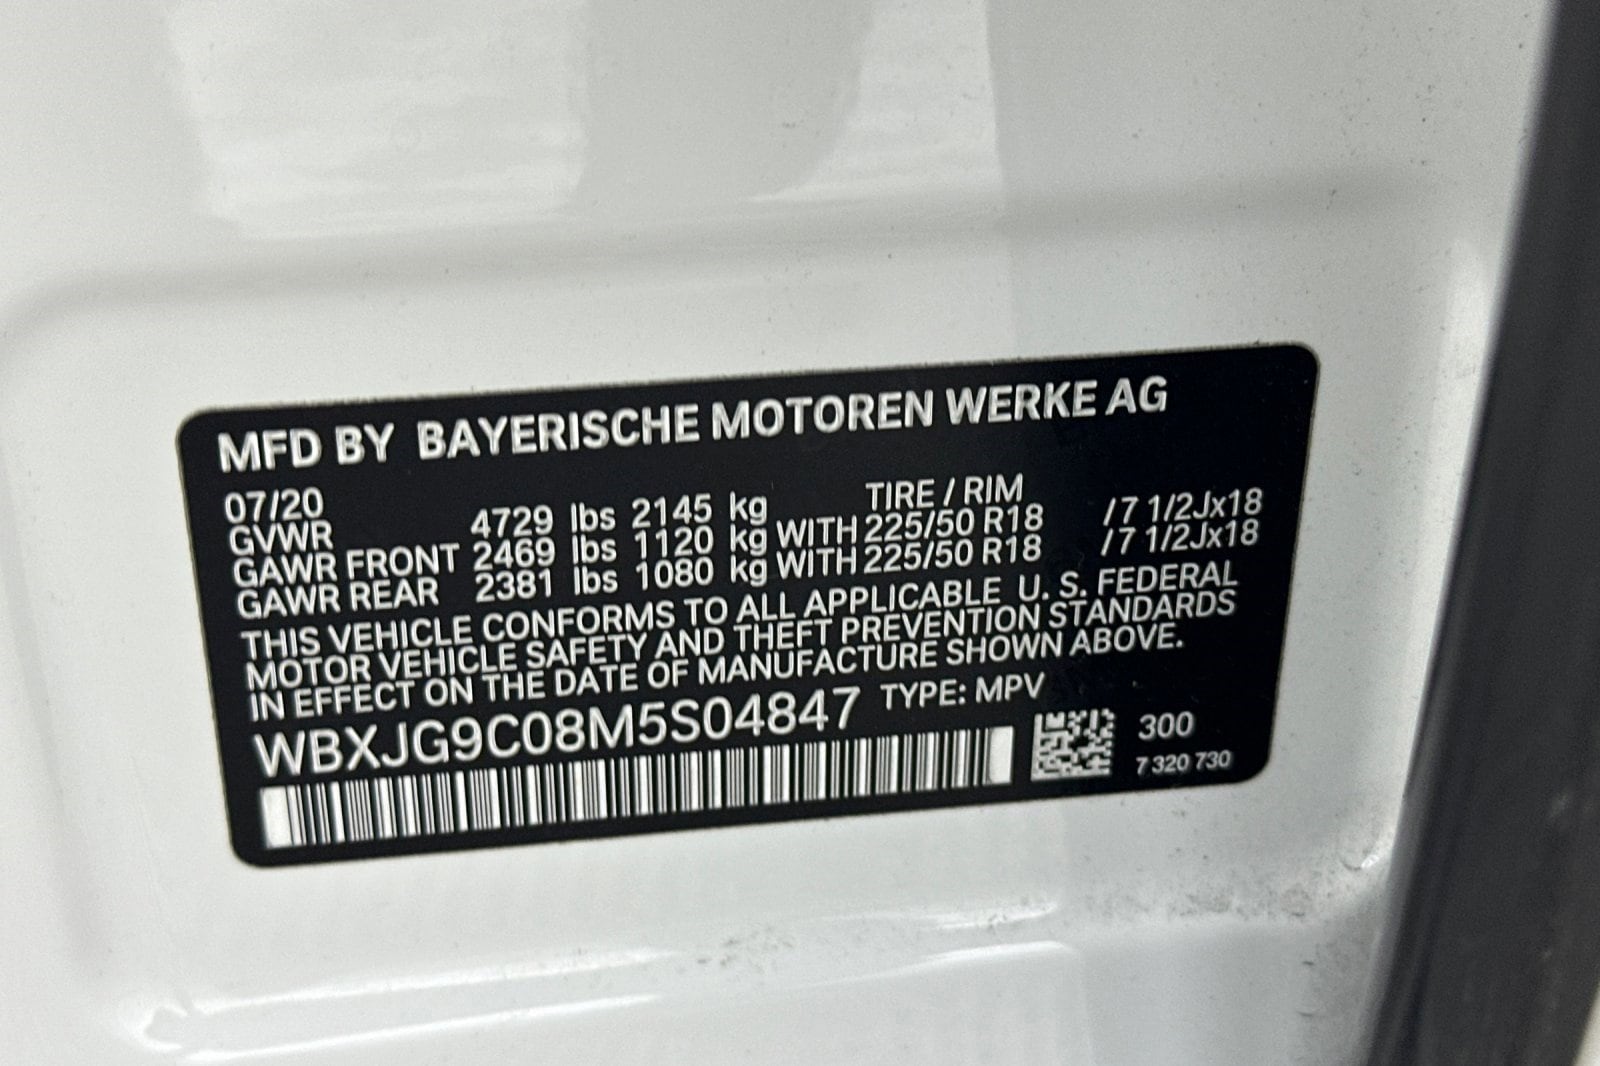 MFD BY BAYERISCHE MOTOREN WERKE AG
07/20 TIRE / RIM
GVWR 4729 lbs 2145 kg
GAWR FRONT 2469 lbs 1120 kg WITH 225/50 R18 /7 1/2Jx18
GAWR REAR 2381 lbs 1080 kg WITH 225/50 R18 /7 1/2Jx18
THIS VEHICLE CONFORMS TO ALL APPLICABLE U. S. FEDERAL
MOTOR VEHICLE SAFETY AND THEFT PREVENTION STANDARDS
IN EFFECT ON THE DATE OF MANUFACTURE SHOWN ABOVE.
WBXJG9C08M5S04847 TYPE: MPV
300
7 320 730